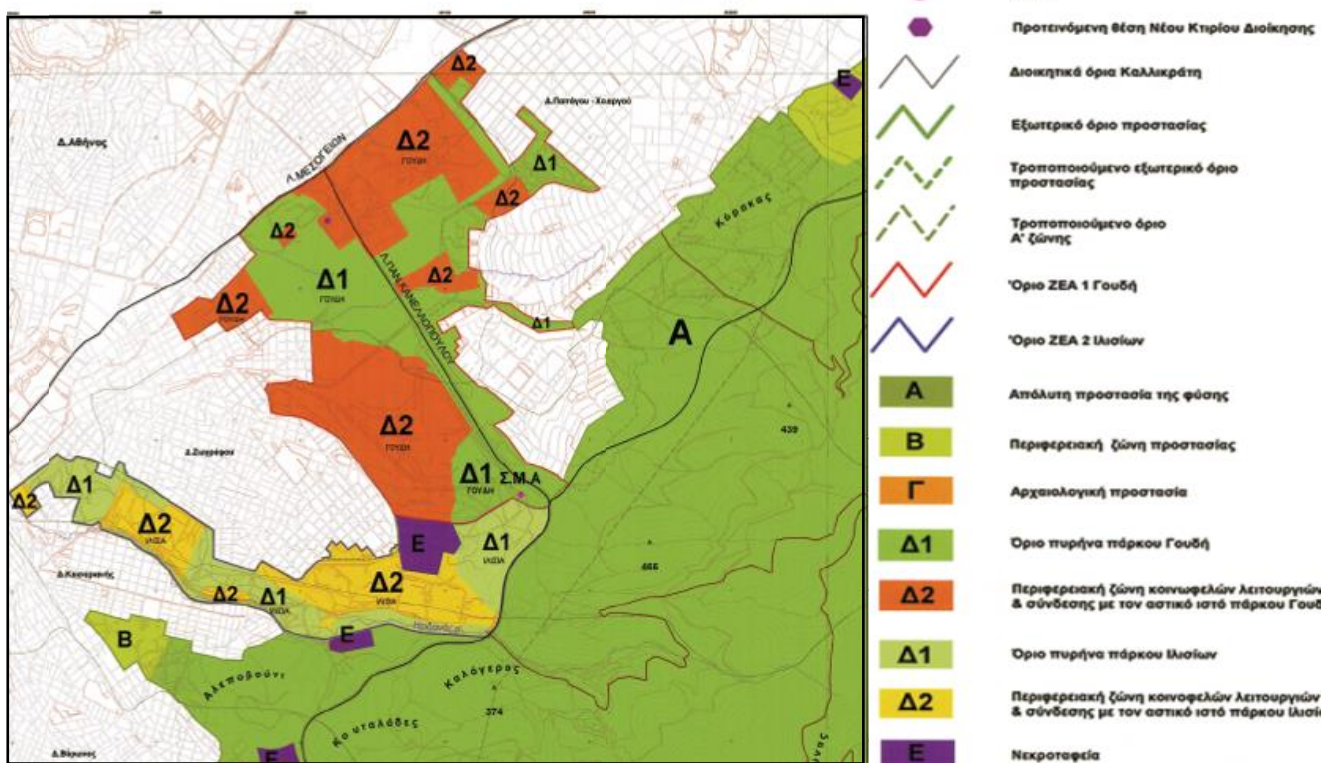 Δ2
Ε
Δ.Παπάγου - Χολαργού
Δ.Αθήνας
Δ2
ΓΟΥΔΗ
Λ.ΜΕΣΟΓΕΙΩΝ
Δ1
Δ2
Κόρακας
Δ2
Δ1
ΓΟΥΔΗ
Δ2
Δ2
ΓΟΥΔΗ
Λ.ΠΑΝ.ΚΑΝΕΛΛΟΠΟΥΛΟΥ
Δ1
Α
Δ2
ΓΟΥΔΗ
439
Δ.Ζωγράφου
Δ1
ΓΟΥΔΗ
Σ.Μ.Α
Δ1
Δ2
Δ2
ΙΛΙΣΙΑ
Ε
Δ1
ΙΛΙΣΙΑ
466
Δ.Καισαριανής
Δ2
Δ1
ΙΛΙΣΙΑ
Δ2
ΙΛΙΣΙΑ
Β
Ε
Αλεποβούνι
Καλόγερος
374
Κουταλάδες
Δ.Βύρωνος
Ε
Προτεινόμενη θέση Νέου Κτιρίου Διοίκησης
Διοικητικά όρια Καλλικράτη
Εξωτερικό όριο προστασίας
Τροποποιούμενο εξωτερικό όριο
προστασίας
Τροποποιούμενο όριο
Α' ζώνης
Όριο ΖΕΑ 1 Γουδή
Όριο ΖΕΑ 2 Ιλισίων
Α Απόλυτη προστασία της φύσης
Β Περιφερειακή ζώνη προστασίας
Γ Αρχαιολογική προστασία
Δ1 Όριο πυρήνα πάρκου Γουδή
Δ2 Περιφερειακή ζώνη κοινωφελών λειτουργιών
& σύνδεσης με τον αστικό ιστό πάρκου Γουδ
Δ1 Όριο πυρήνα πάρκου Ιλισίων
Δ2 Περιφερειακή ζώνη κοινοφελών λειτουργιών
& σύνδεσης με τον αστικό ιστό πάρκου Ιλισί
Ε Νεκροταφεία